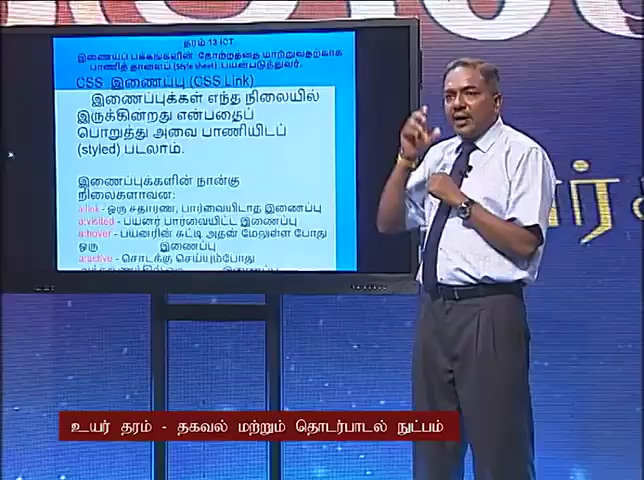 தரம் 13 ICT
இணையப் பக்கங்களின் தோற்றத்தை மாற்றுவதற்காக
பாணித் தாளைப் (Style sheet) பயன்படுத்துவர்.
CSS இணைப்பு (CSS Link)
இணைப்புக்கள் எந்த நிலையில்
இருக்கின்றது என்பதைப்
பொறுத்து அவை பாணியிடப்
(styled) படலாம்.
இணைப்புக்களின் நான்கு
நிலைகளாவன:
a:link - ஒரு சதாரண, பார்வையிடாத இணைப்பு
a:visited - பயனர் பார்வையிட்ட இணைப்பு
a:hover - பயனரின் சுட்டி அதன் மேலுள்ள போது
ஒரு இணைப்பு
a:active - சொடக்கு செய்யும்போது
உயர் தரம் - தகவல் மற்றும் தொடர்பாடல் நுட்பம்